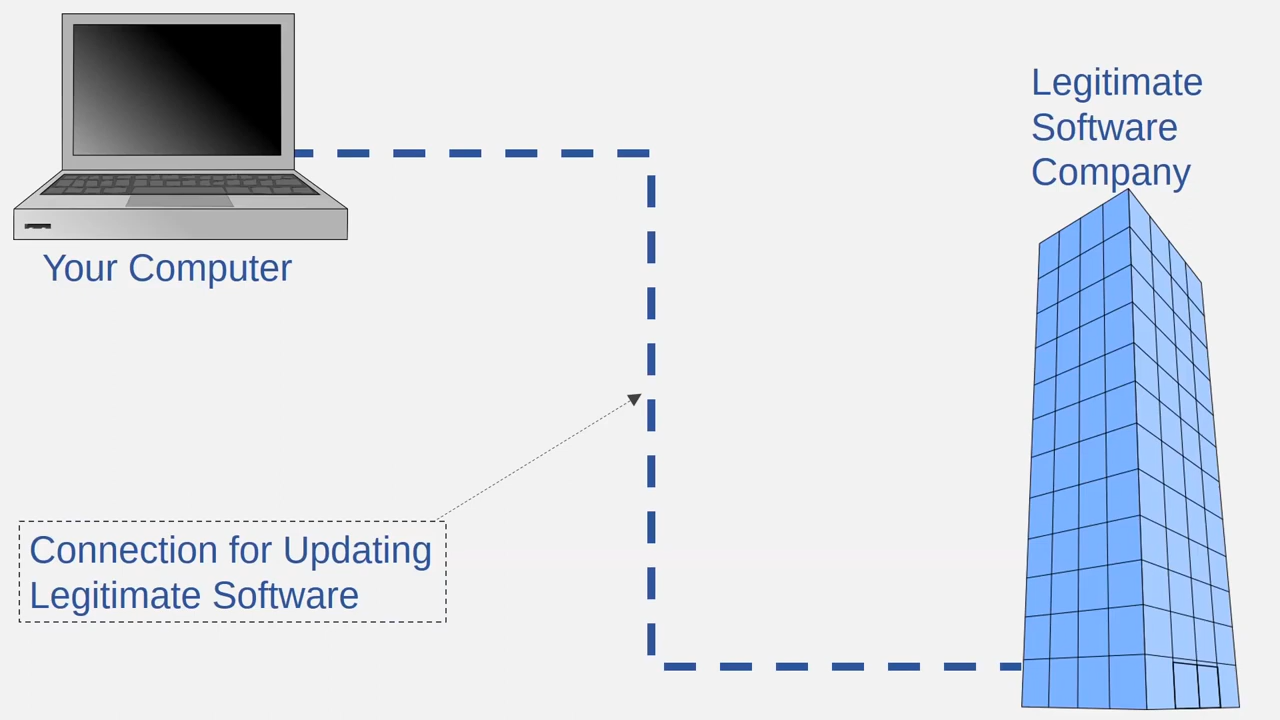 Legitimate
Software
Company
Your Computer
Connection for Updating
Legitimate Software